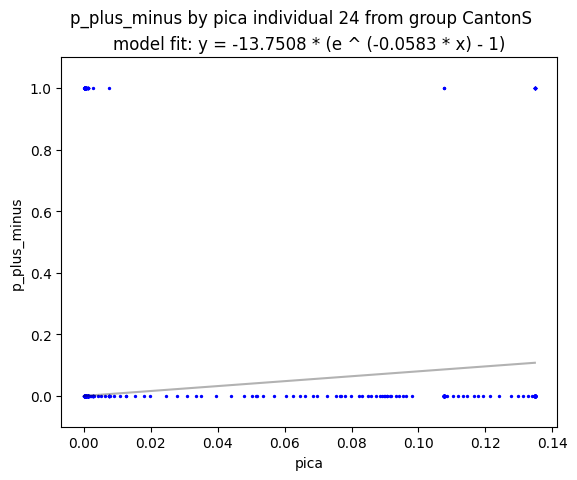 p_plus_minus by pica individual 24 from group CantonS
model fit: y = -13.7508 * (e ^ (-0.0583 * x) - 1)
1.0
0.8
0.6
0.4
0.2
0.0
p_plus_minus
0.00 0.02 0.04 0.06 0.08 0.10 0.12 0.14
pica